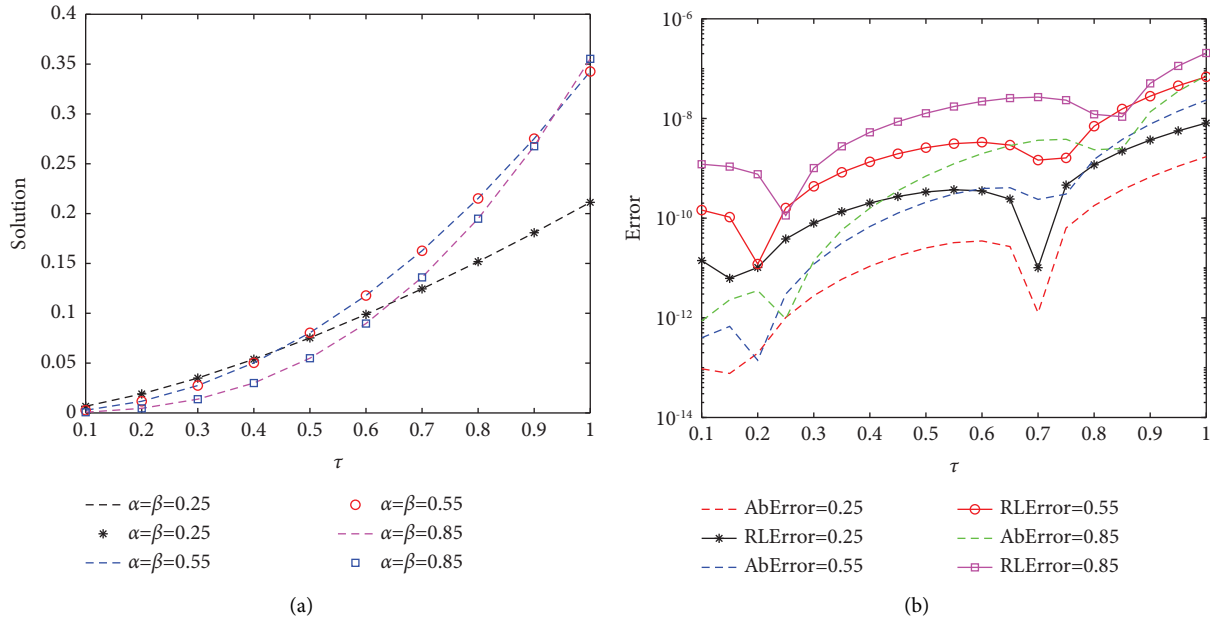 Solution
0.35
0.3
0.25
0.2
0.15
0.1
0.05
0
0.1 0.2 0.3 0.4 0.5 0.6 0.7 0.8 0.9 1
τ
α=β=0.25
α=β=0.25
α=β=0.55
α=β=0.55
α=β=0.85
α=β=0.85
(a)
Error
10⁻⁶
10⁻⁸
10⁻¹⁰
10⁻¹²
10⁻¹⁴
0.1 0.2 0.3 0.4 0.5 0.6 0.7 0.8 0.9 1
τ
AbError=0.25
RLError=0.25
AbError=0.55
RLError=0.55
AbError=0.85
RLError=0.85
(b)